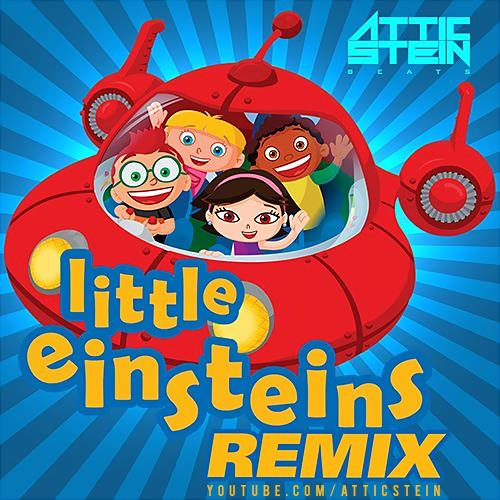 ATTIC
STEIN
BEATS
little
einsteins
REMIX
YOUTUBE.COM/ATTICSTEIN